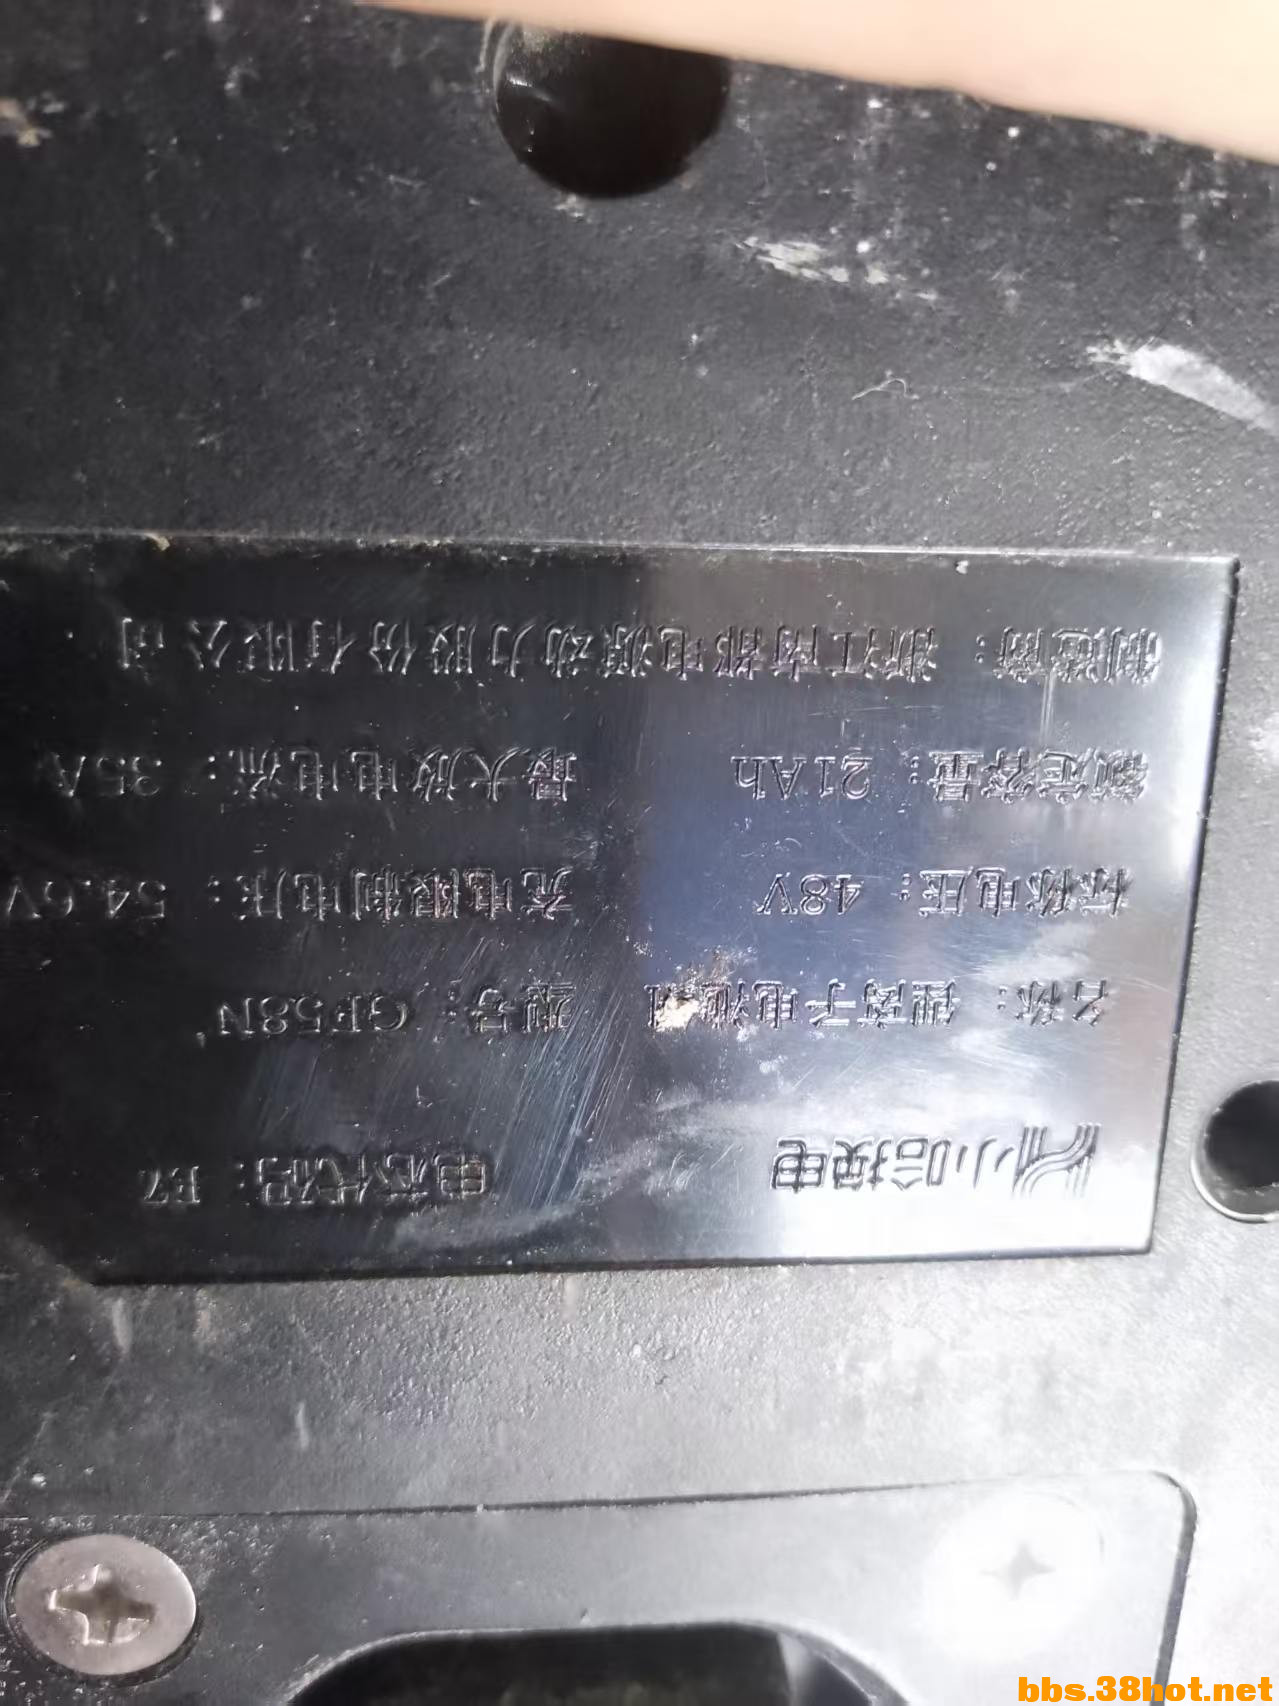 小哈换电 电芯代码：E7
名称：锂离子电池组 型号：GF58N
标称电压：48V 充电限制电压：54.6V
额定容量：21Ah 最大放电电流：35A
制造商：浙江南都电源动力股份有限公司
bbs.38hot.net